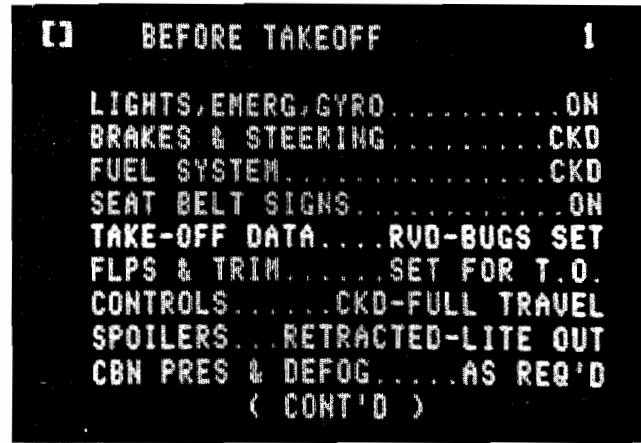 [] BEFORE TAKEOFF 1
LIGHTS,EMERG,GYRO...........ON
BRAKES & STEERING..........CKD
FUEL SYSTEM................CKD
SEAT BELT SIGNS.............ON
TAKE-OFF DATA....RVD-BUGS SET
FLPS & TRIM......SET FOR T.O.
CONTROLS......CKD-FULL TRAVEL
SPOILERS...RETRACTED-LITE OUT
CBN PRES & DEFOG.....AS REQ'D
( CONT'D )